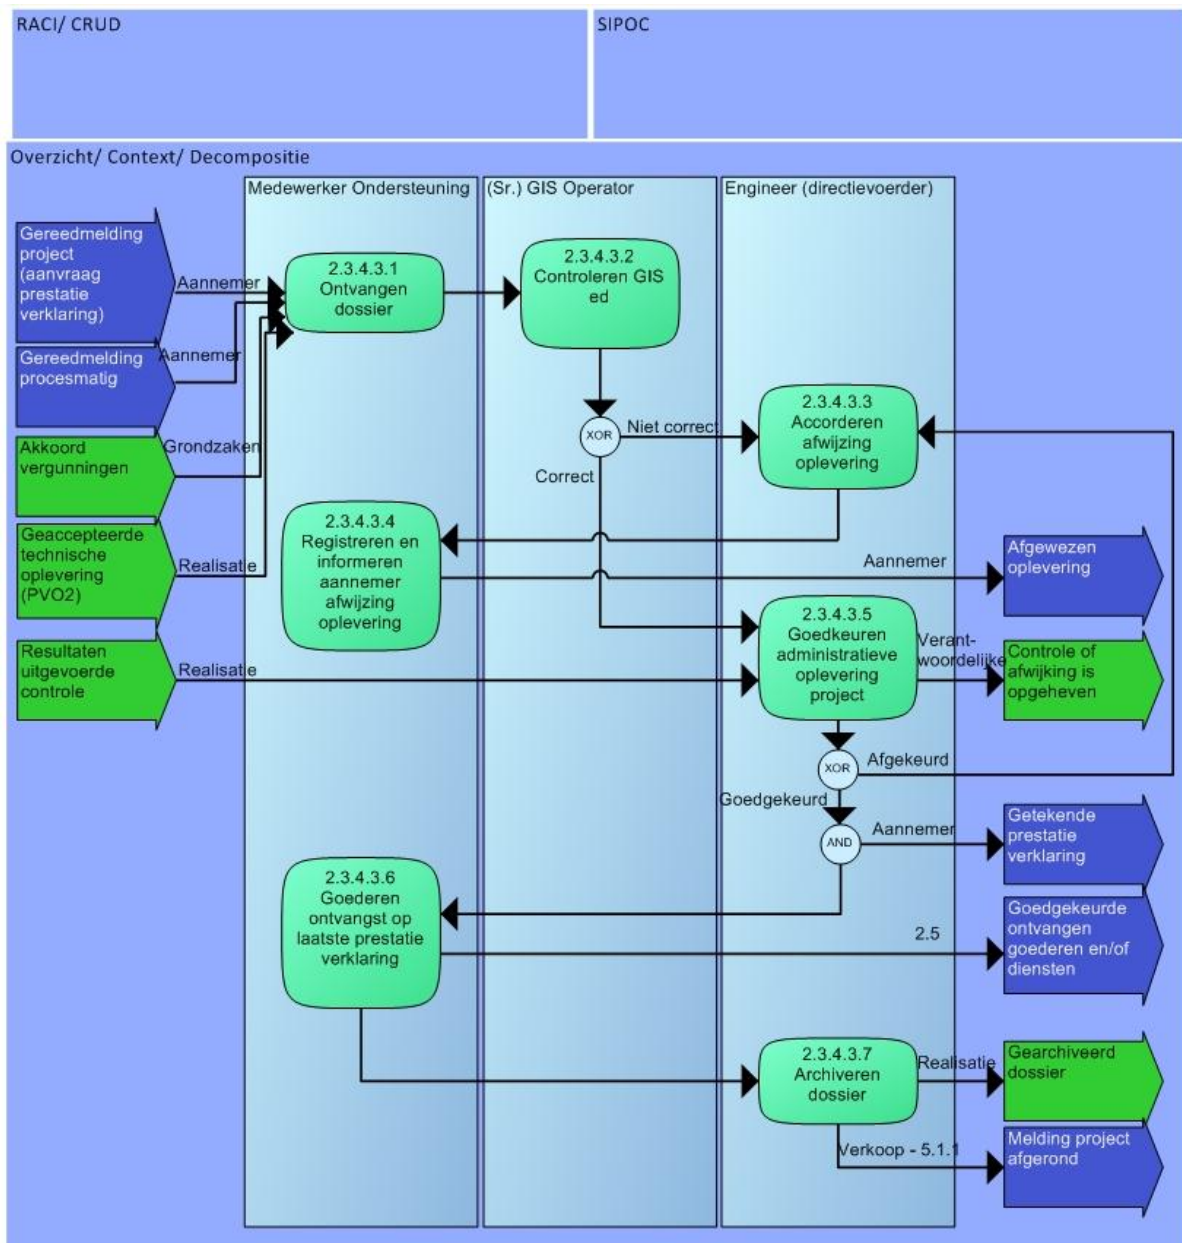 RACI/ CRUD
SIPOC
Overzicht/ Context/ Decompositie
Medewerker Ondersteuning
(Sr.) GIS Operator
Engineer (directievoerder)
Gereedmelding
project
(aanvraag
prestatie
verklaring)
Aannemer
2.3.4.3.1
Ontvangen
dossier
2.3.4.3.2
Controleren GIS
ed
Gereedmelding
procesmatig
Aannemer
Akkoord
vergunningen
Grondzaken
XOR
Niet correct
Correct
2.3.4.3.3
Accorderen
afwijzing
oplevering
Geaccepteerde
technische
oplevering
(PVO2)
Realisatie
2.3.4.3.4
Registreren en
informeren
aannemer
afwijzing
oplevering
Aannemer
Afgewezen
oplevering
Resultaten
uitgevoerde
controle
Realisatie
2.3.4.3.5
Goedkeuren
administratieve
oplevering
project
Verant-
woordelijke
Controle of
afwijking is
opgeheven
XOR
Afgekeurd
Goedgekeurd
AND
Aannemer
Getekende
prestatie
verklaring
2.3.4.3.6
Goederen
ontvangst op
laatste prestatie
verklaring
2.5
Goedgekeurde
ontvangen
goederen en/of
diensten
2.3.4.3.7
Archiveren
dossier
Realisatie
Gearchiveerd
dossier
Verkoop - 5.1.1
Melding project
afgerond